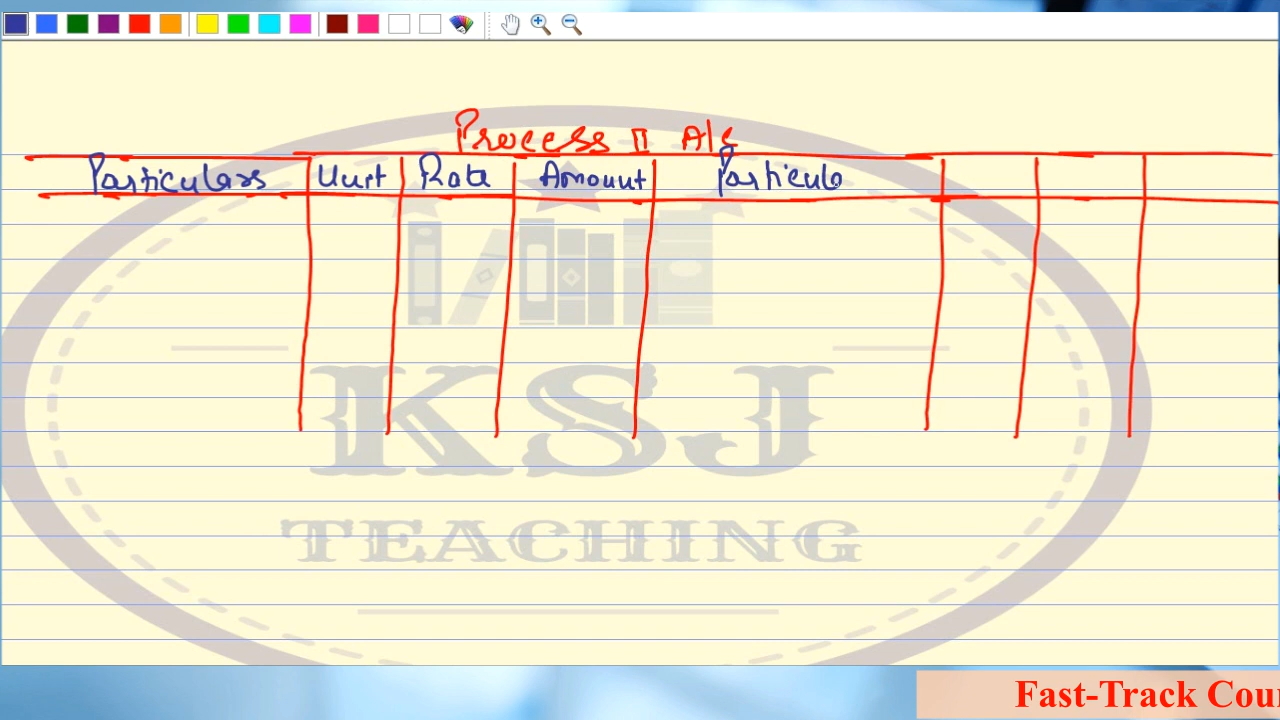 Process II A/c
Particulars Unit Rate Amount Particula
KSJ
TEACHING
Fast-Track Cou